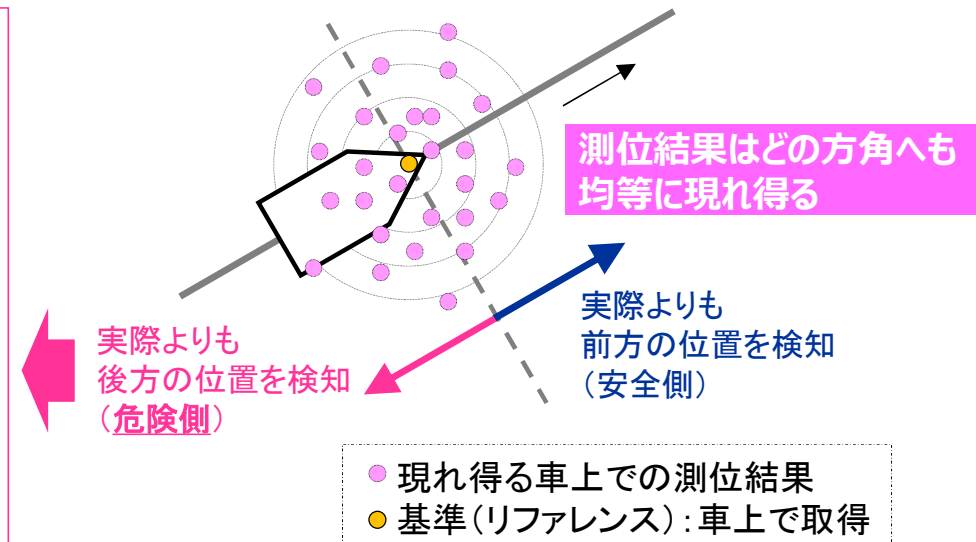 測位結果はどの方角へも
均等に現れ得る
実際よりも
前方の位置を検知
（安全側）
実際よりも
後方の位置を検知
（危険側）
現れ得る車上での測位結果
基準（リファレンス）：車上で取得